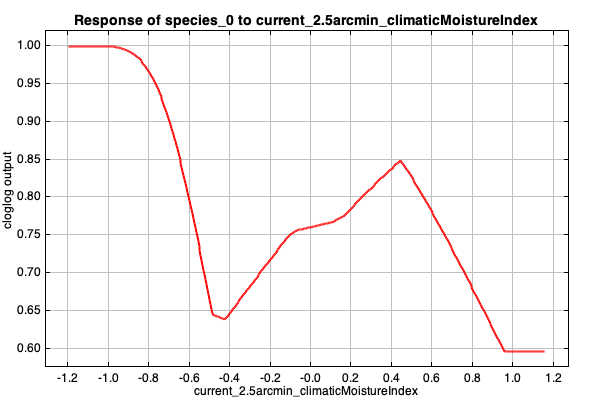 Response of species_0 to current_2.5arcmin_climaticMoistureIndex
cloglog output
1.00
0.95
0.90
0.85
0.80
0.75
0.70
0.65
0.60
-1.2 -1.0 -0.8 -0.6 -0.4 -0.2 -0.0 0.2 0.4 0.6 0.8 1.0 1.2
current_2.5arcmin_climaticMoistureIndex